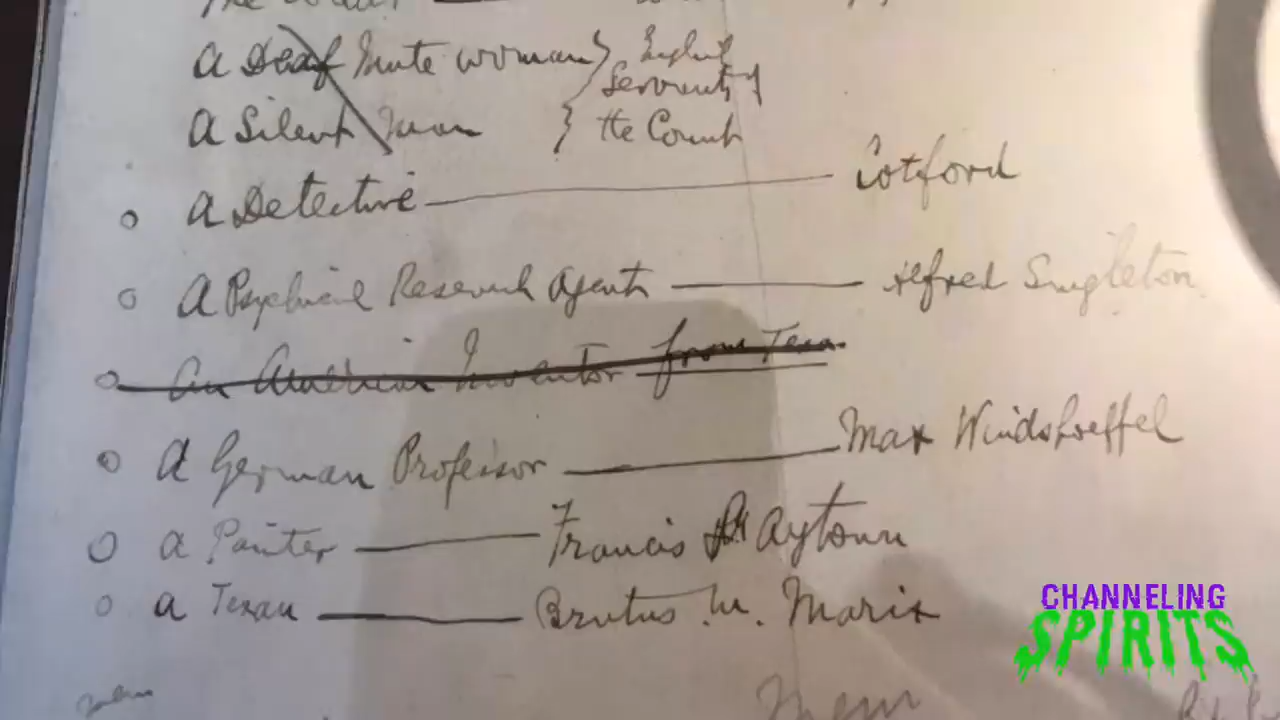 A Deaf Mute woman } English
servants of
A Silent Man } the Count
A Detective — Cotford
A Psychical Research Agent — Alfred Singleton
An American Inventor from Texas
A German Professor — Max Windshoeffel
a Painter — Francis Aytown
a Texan — Brutus M. Marix
CHANNELING
SPIRITS